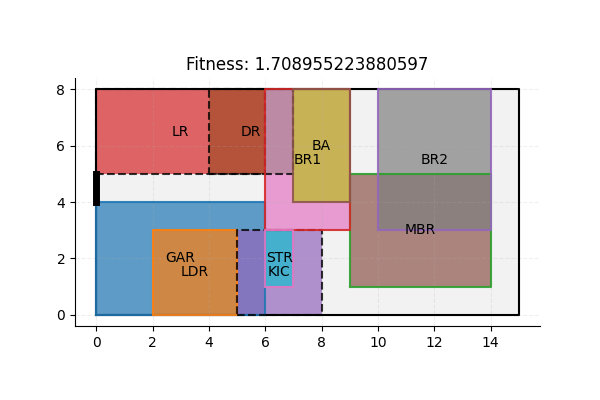 Fitness: 1.708955223880597
8
LR
DR
BA
6
BR1
BR2
4
MBR
GAR
STR
2
LDR
KIC
0
0
2
4
6
8
10
12
14